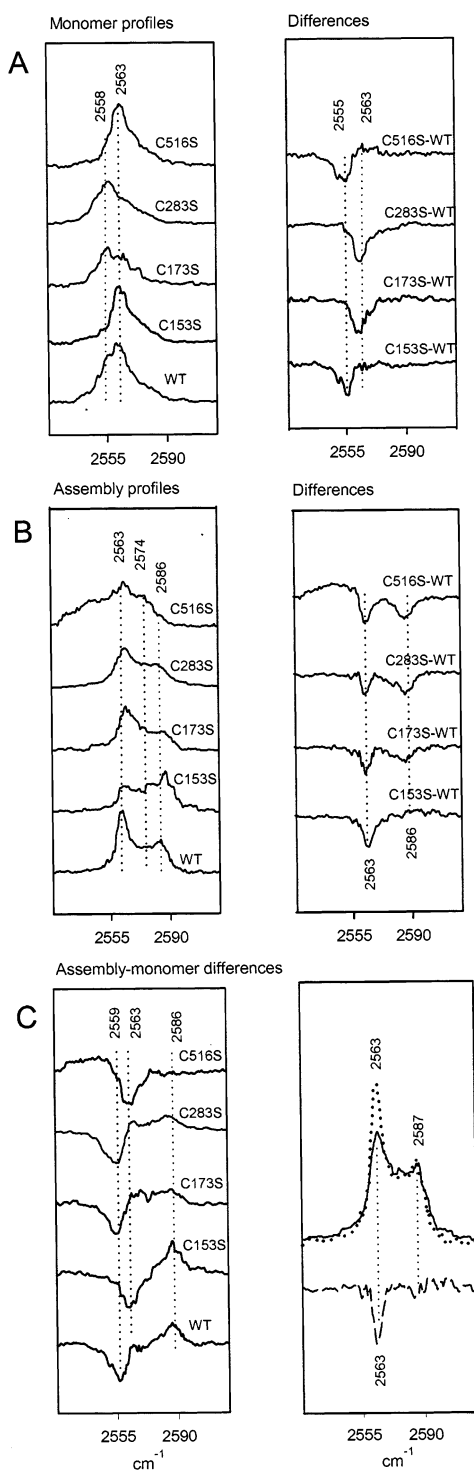 Monomer profiles
Differences
A
2558
2563
C516S
C283S
C173S
C153S
WT
2555
2590
2555
2563
C516S-WT
C283S-WT
C173S-WT
C153S-WT
2555
2590
Assembly profiles
Differences
B
2563
2574
2586
C516S
C283S
C173S
C153S
WT
2555
2590
C516S-WT
C283S-WT
C173S-WT
C153S-WT
2563
2586
2555
2590
Assembly-monomer differences
C
2559
2563
2586
C516S
C283S
C173S
C153S
WT
2555
2590
cm-1
2563
2587
2563
2555
2590
cm-1